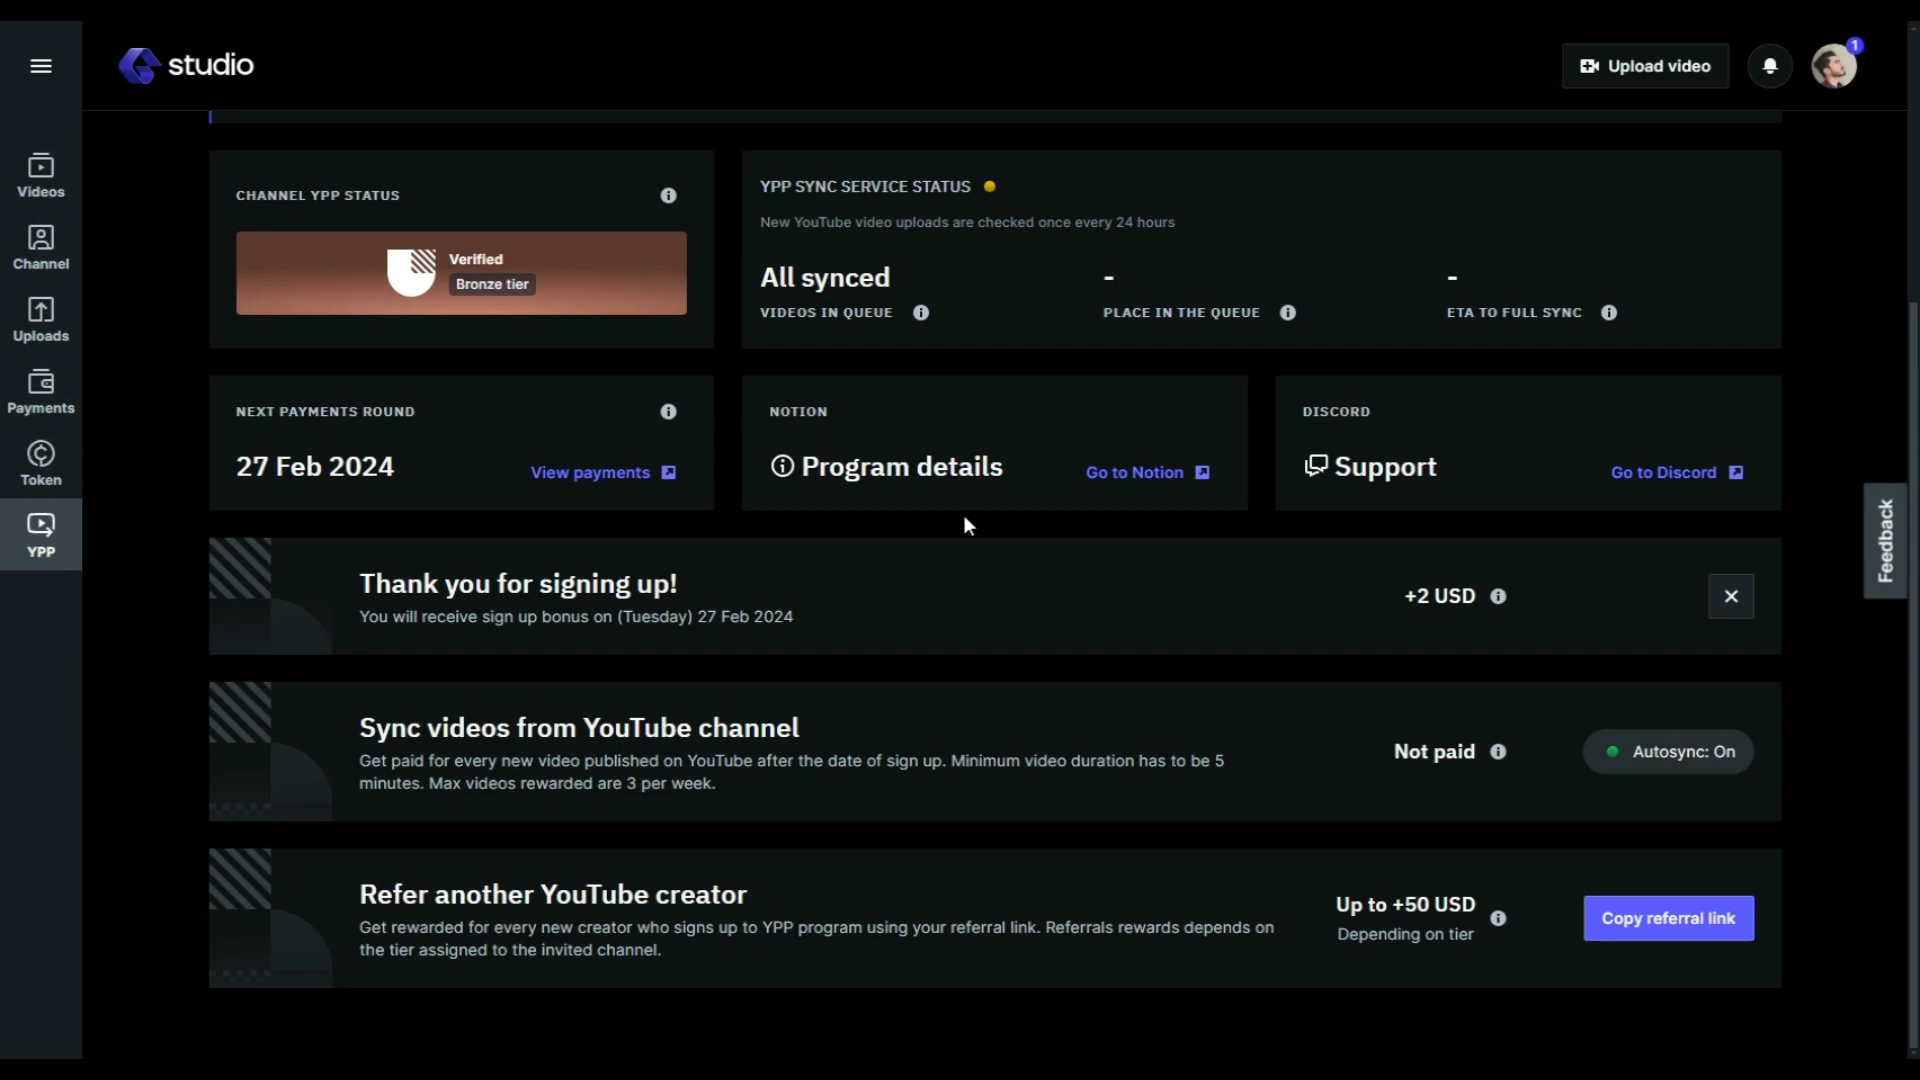 studio
Upload video
1
Videos
Channel
Uploads
Payments
Token
YPP
CHANNEL YPP STATUS
Verified
Bronze tier
YPP SYNC SERVICE STATUS
New YouTube video uploads are checked once every 24 hours
All synced
VIDEOS IN QUEUE
-
PLACE IN THE QUEUE
-
ETA TO FULL SYNC
NEXT PAYMENTS ROUND
27 Feb 2024
View payments
NOTION
Program details
Go to Notion
DISCORD
Support
Go to Discord
Feedback
Thank you for signing up!
You will receive sign up bonus on (Tuesday) 27 Feb 2024
+2 USD
Sync videos from YouTube channel
Get paid for every new video published on YouTube after the date of sign up. Minimum video duration has to be 5
minutes. Max videos rewarded are 3 per week.
Not paid
Autosync: On
Refer another YouTube creator
Get rewarded for every new creator who signs up to YPP program using your referral link. Referrals rewards depends on
the tier assigned to the invited channel.
Up to +50 USD
Depending on tier
Copy referral link